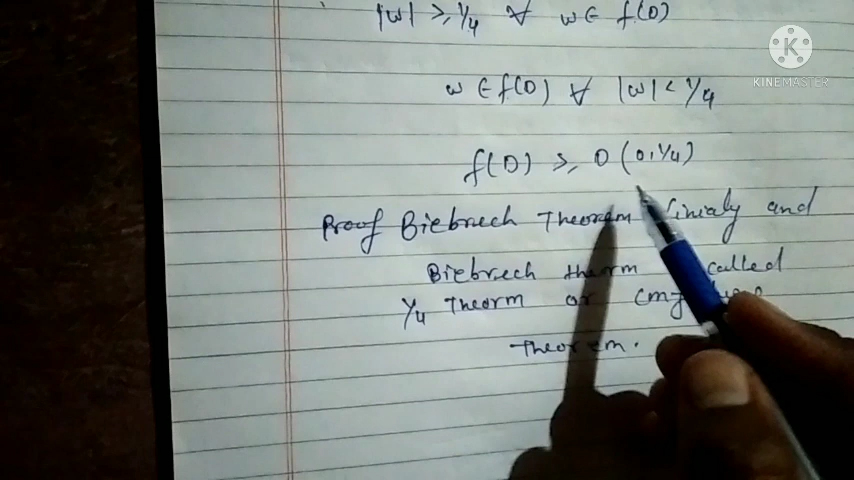 |w| ≥ 1/4 ∀ w ∈ f(D)
w ∈ f(D) ∀ |w| < 1/4
f(D) ≥ D (0, 1/4)
Proof Biebrech Theorem and
Biebrech therm called
1/4 Theorm or
Theorem.
K
KINEMASTER